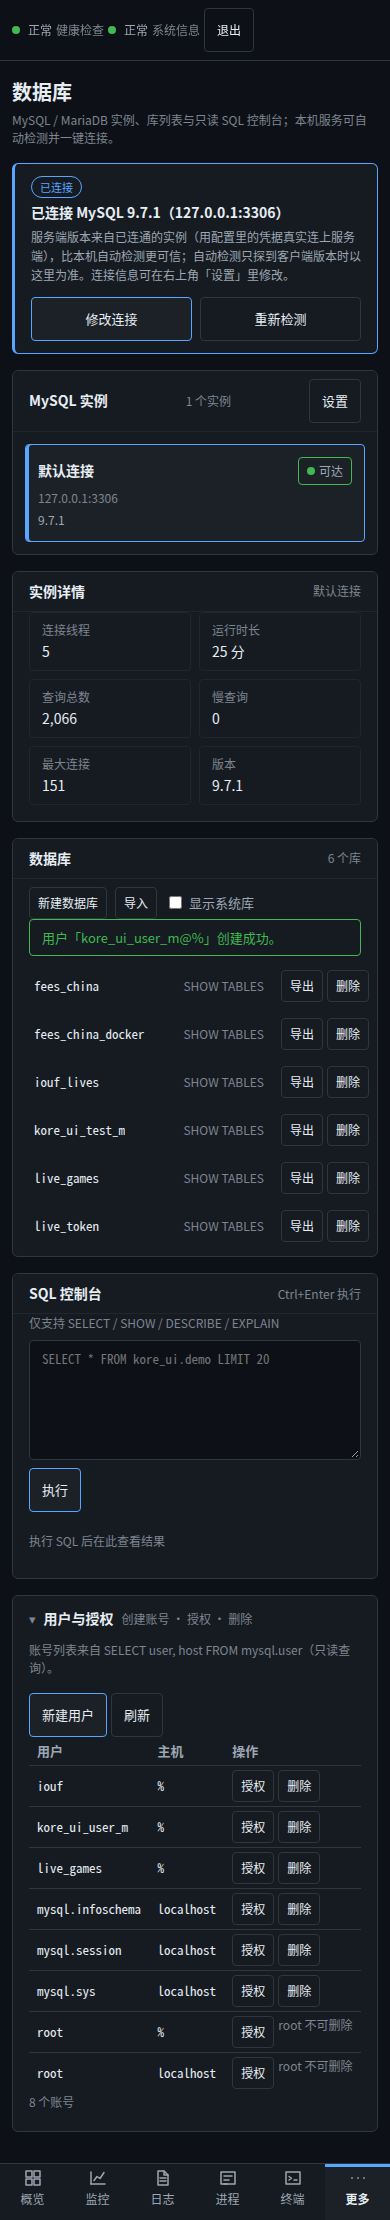 正常 健康检查 正常 系统信息 退出
数据库
MySQL / MariaDB 实例、库列表与只读 SQL 控制台；本机服务可自
动检测并一键连接。
已连接
已连接 MySQL 9.7.1（127.0.0.1:3306）
服务端版本来自已连通的实例（用配置里的凭据真实连上服务
端），比本机自动检测更可信；自动检测只探到客户端版本时以
这里为准。连接信息可在右上角「设置」里修改。
修改连接 重新检测
MySQL 实例 1 个实例 设置
默认连接 可达
127.0.0.1:3306
9.7.1
实例详情 默认连接
连接线程 运行时长
5 25 分
查询总数 慢查询
2,066 0
最大连接 版本
151 9.7.1
数据库 6 个库
新建数据库 导入 显示系统库
用户「kore_ui_user_m@%」创建成功。
fees_china SHOW TABLES 导出 删除
fees_china_docker SHOW TABLES 导出 删除
iouf_lives SHOW TABLES 导出 删除
kore_ui_test_m SHOW TABLES 导出 删除
live_games SHOW TABLES 导出 删除
live_token SHOW TABLES 导出 删除
SQL 控制台 Ctrl+Enter 执行
仅支持 SELECT / SHOW / DESCRIBE / EXPLAIN
SELECT * FROM kore_ui.demo LIMIT 20
执行
执行 SQL 后在此查看结果
▾ 用户与授权 创建账号 · 授权 · 删除
账号列表来自 SELECT user, host FROM mysql.user（只读查
询）。
新建用户 刷新
用户 主机 操作
iouf % 授权 删除
kore_ui_user_m % 授权 删除
live_games % 授权 删除
mysql.infoschema localhost 授权 删除
mysql.session localhost 授权 删除
mysql.sys localhost 授权 删除
root % 授权 root 不可删除
root localhost 授权 root 不可删除
8 个账号
概览 监控 日志 进程 终端 更多